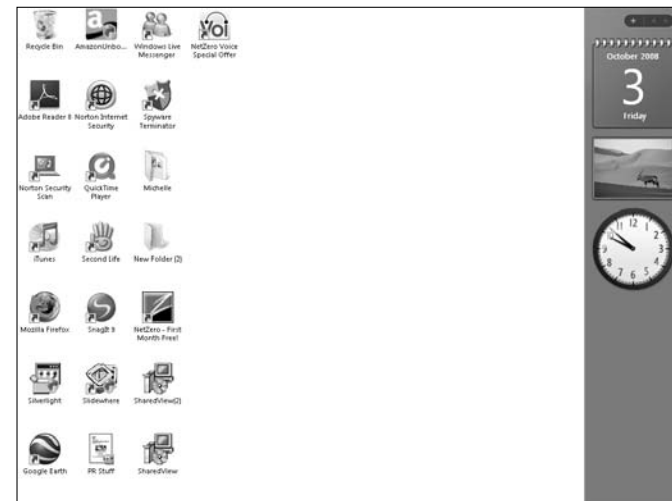 Recycle Bin
AmazonUnbo...
Windows Live
Messenger
Voi
NetZero Voice
Special Offer
Adobe Reader 8
Norton Internet
Security
Spyware
Terminator
Norton Security
Scan
QuickTime
Player
Michelle
iTunes
Second Life
New Folder (2)
Mozilla Firefox
SnagIt 9
NetZero - First
Month Free!
Silverlight
Slidewhere
SharedView(2)
Google Earth
PR Stuff
SharedView
October 2008
3
Friday
11 12 1
10 2
9 3
8 4
7 6 5